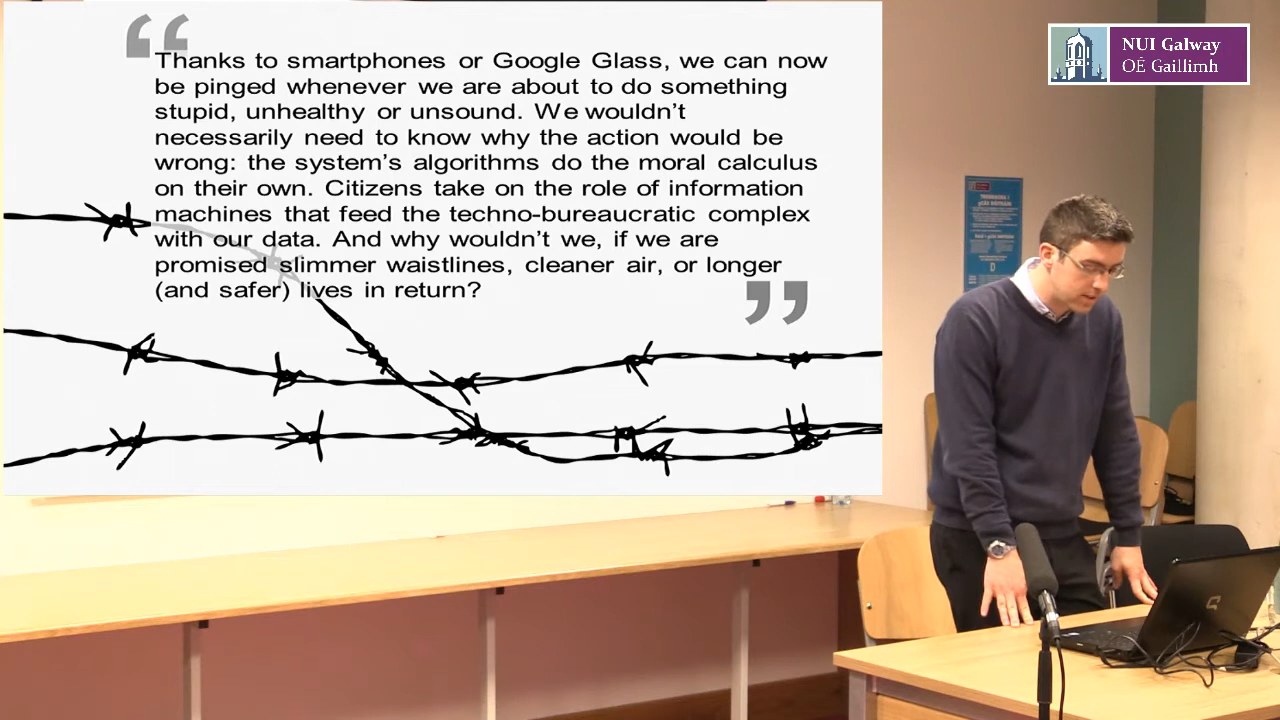 Thanks to smartphones or Google Glass, we can now
be pinged whenever we are about to do something
stupid, unhealthy or unsound. We wouldn't
necessarily need to know why the action would be
wrong: the system's algorithms do the moral calculus
on their own. Citizens take on the role of information
machines that feed the techno-bureaucratic complex
with our data. And why wouldn't we, if we are
promised slimmer waistlines, cleaner air, or longer
(and safer) lives in return?
NUI Galway
OÉ Gaillimh